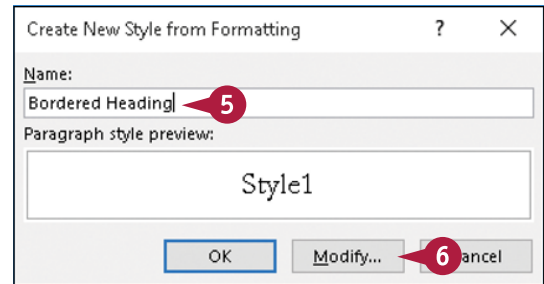 Create New Style from Formatting ? ×
Name:
Bordered Heading 5
Paragraph style preview:
Style1
OK Modify... 6 ancel